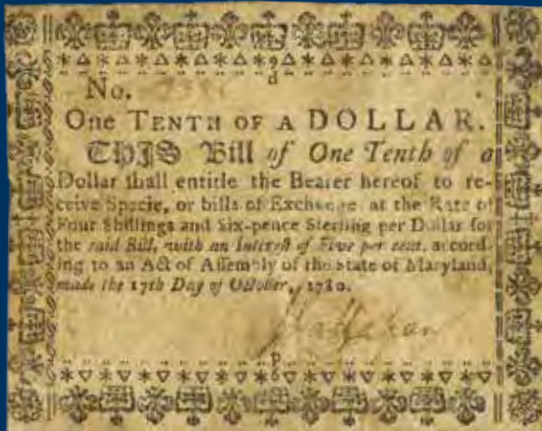 9
d
No.
One TENTH OF A DOLLAR.
THIS Bill of One Tenth of a
Dollar ſhall entitle the Bearer hereof to re-
ceive Specie, or bills of Exchange at the Rate of
Four Shillings and Six-pence Sterling per Dollar for
the ſaid Bill, with an Intereſt of Five per cent. accord-
ing to an Act of Aſſembly of the State of Maryland,
made the 17th Day of October, 1780.
d
9